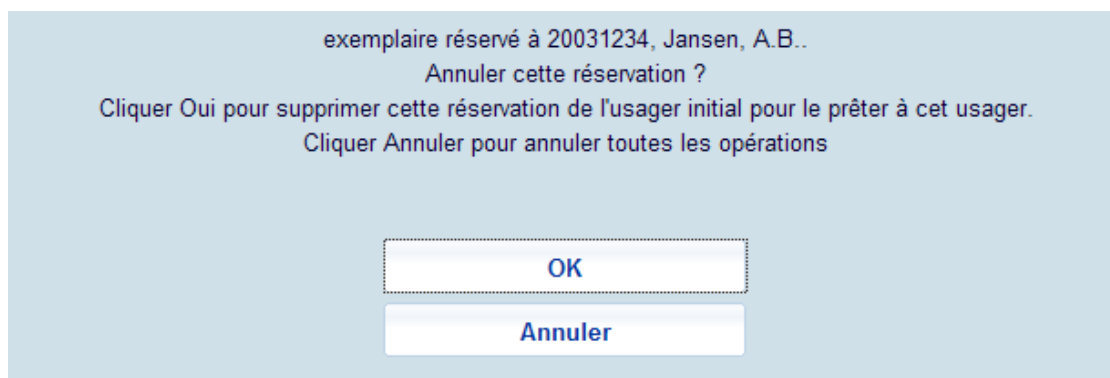 exemplaire réservé à 20031234, Jansen, A.B..
Annuler cette réservation ?
Cliquer Oui pour supprimer cette réservation de l'usager initial pour le prêter à cet usager.
Cliquer Annuler pour annuler toutes les opérations
OK
Annuler